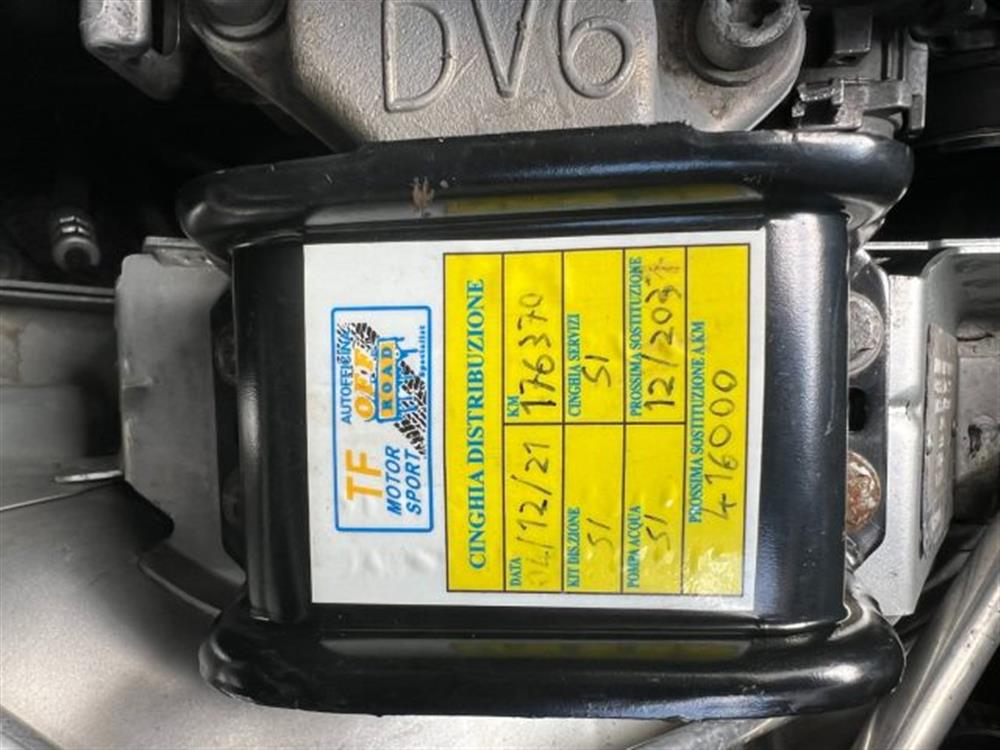 DV6
AUTOFFICINA
OFF
ROAD
Specialist
TF
MOTOR
SPORT
CINGHIA DISTRIBUZIONE
DATA
04/12/21
KM
176370
KIT DIS.ZIONE
SI
CINGHIA SERVIZI
SI
POMPA ACQUA
SI
PROSSIMA SOSTITUZIONE
12/2031
PROSSIMA SOSTITUZIONE A.KM
416000